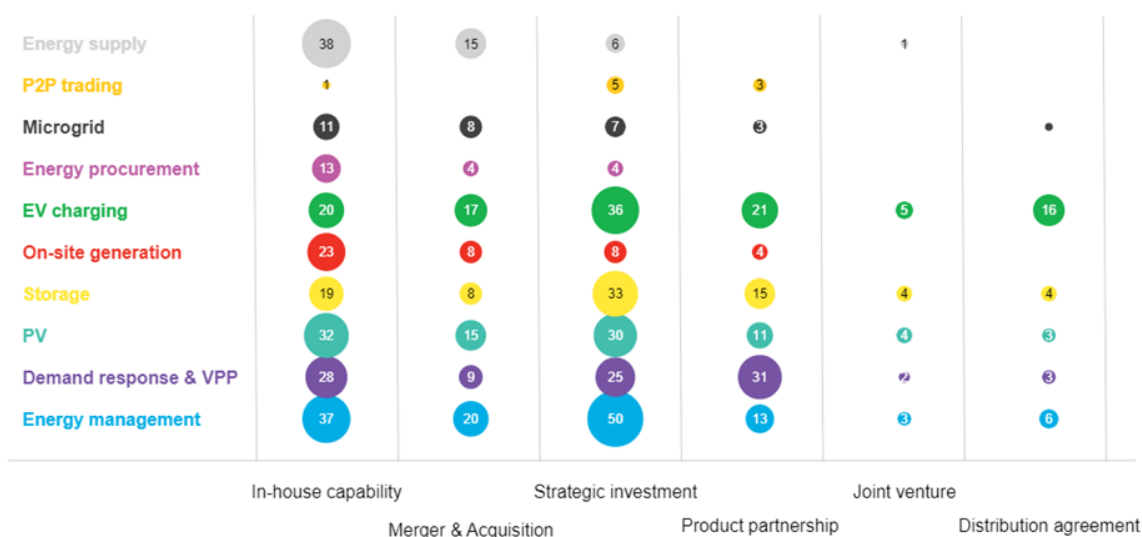 Energy supply 38 15 6 1
P2P trading 1 5 3
Microgrid 11 8 7 3
Energy procurement 13 4 4
EV charging 20 17 36 21 5 16
On-site generation 23 8 8 4
Storage 19 8 33 15 4 4
PV 32 15 30 11 4 3
Demand response & VPP 28 9 25 31 2 3
Energy management 37 20 50 13 3 6
In-house capability Strategic investment Joint venture
Merger & Acquisition Product partnership Distribution agreement